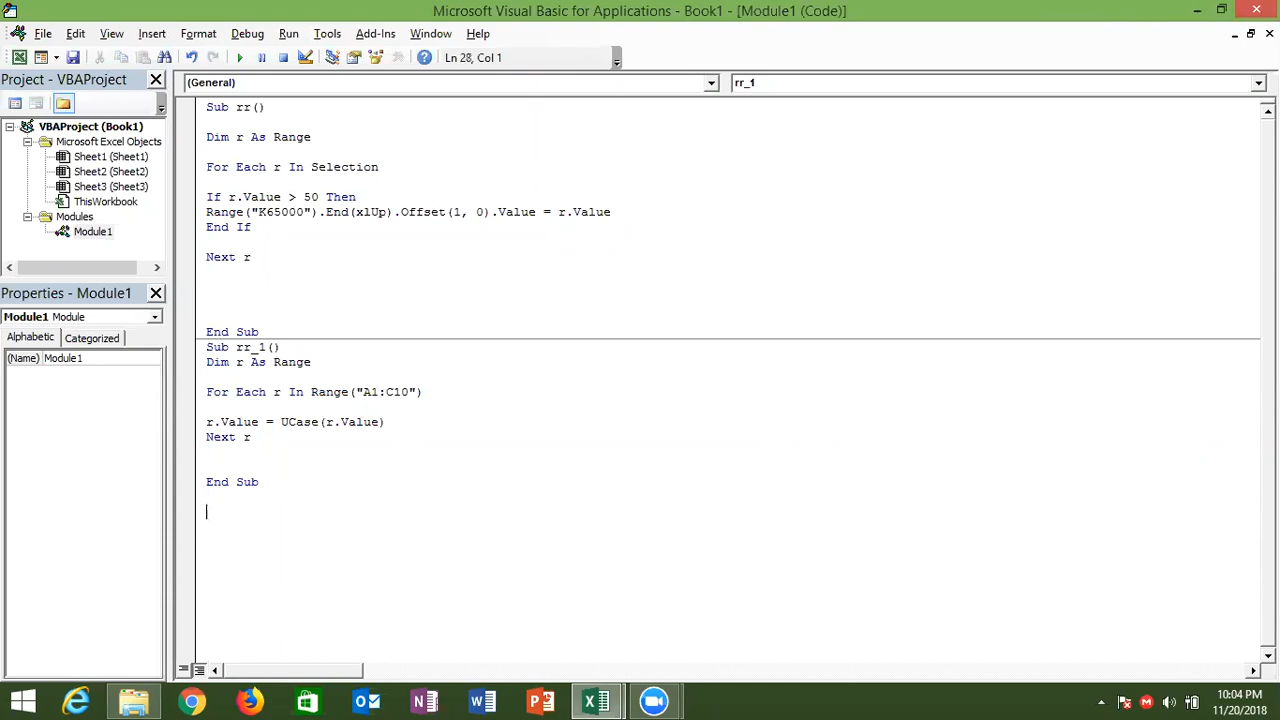 Microsoft Visual Basic for Applications - Book1 - [Module1 (Code)]
File Edit View Insert Format Debug Run Tools Add-Ins Window Help
Ln 28, Col 1
Project - VBAProject
(General)
rr_1
VBAProject (Book1)
Microsoft Excel Objects
Sheet1 (Sheet1)
Sheet2 (Sheet2)
Sheet3 (Sheet3)
ThisWorkbook
Modules
Module1
Properties - Module1
Module1 Module
Alphabetic Categorized
(Name) Module1
Sub rr()
Dim r As Range
For Each r In Selection
If r.Value > 50 Then
Range("K65000").End(xlUp).Offset(1, 0).Value = r.Value
End If
Next r
End Sub
Sub rr_1()
Dim r As Range
For Each r In Range("A1:C10")
r.Value = UCase(r.Value)
Next r
End Sub
10:04 PM
11/20/2018